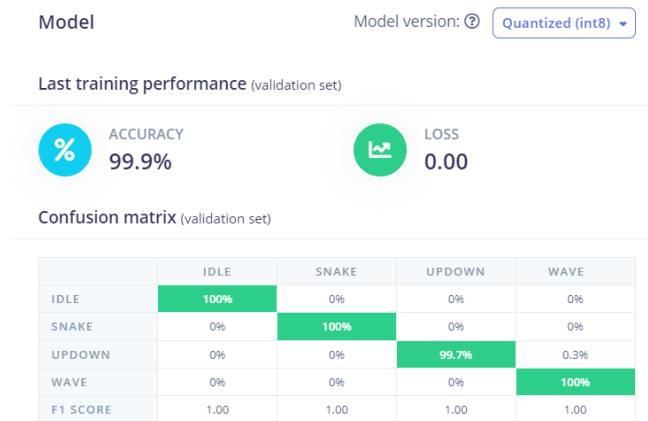 Model
Model version: Quantized (int8)
Last training performance (validation set)
% ACCURACY
99.9%
LOSS
0.00
Confusion matrix (validation set)
IDLE SNAKE UPDOWN WAVE
IDLE 100% 0% 0% 0%
SNAKE 0% 100% 0% 0%
UPDOWN 0% 0% 99.7% 0.3%
WAVE 0% 0% 0% 100%
F1 SCORE 1.00 1.00 1.00 1.00